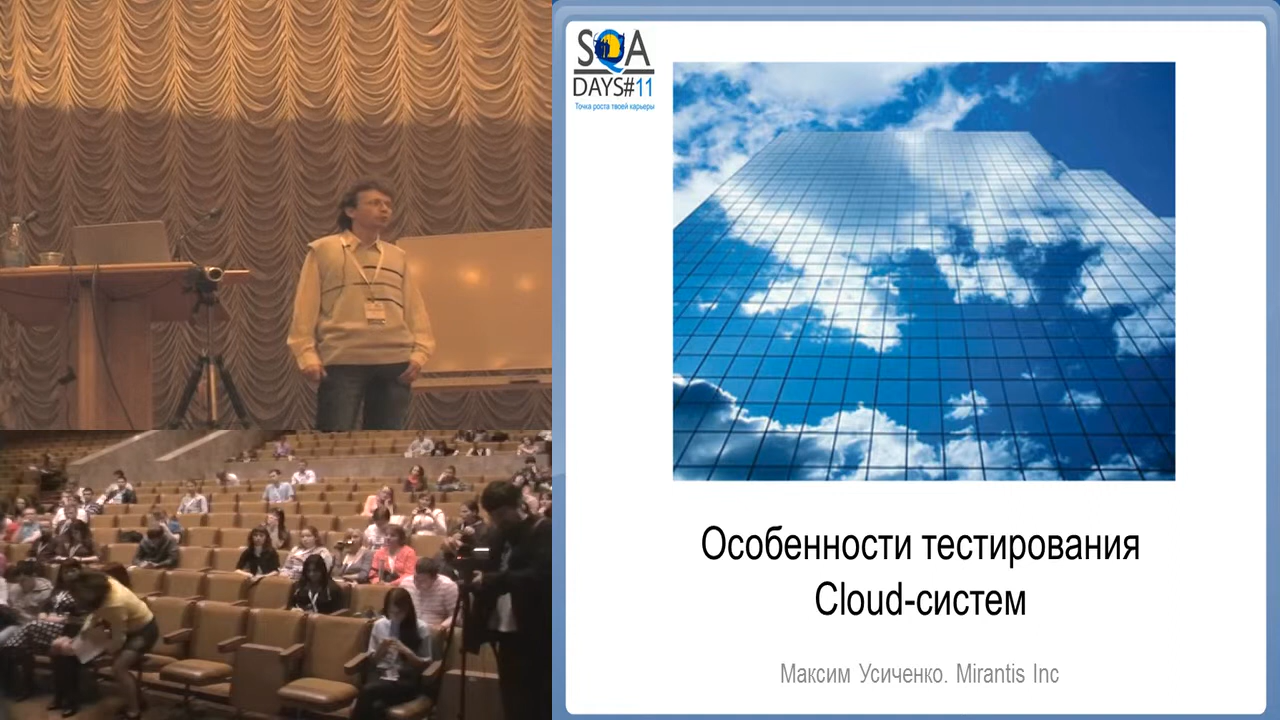 SQA
DAYS#11
Точка роста твоей карьеры
Особенности тестирования
Cloud-систем
Максим Усиченко. Mirantis Inc